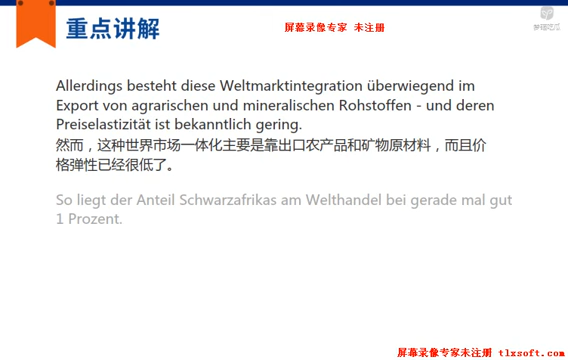 重点讲解
屏幕录像专家 未注册
Allerdings besteht diese Weltmarktintegration überwiegend im
Export von agrarischen und mineralischen Rohstoffen - und deren
Preiselastizität ist bekanntlich gering.
然而，这种世界市场一体化主要是靠出口农产品和矿物原材料，而且价
格弹性已经很低了。
So liegt der Anteil Schwarzafrikas am Welthandel bei gerade mal gut
1 Prozent.
屏幕录像专家未注册 tlxsoft.com